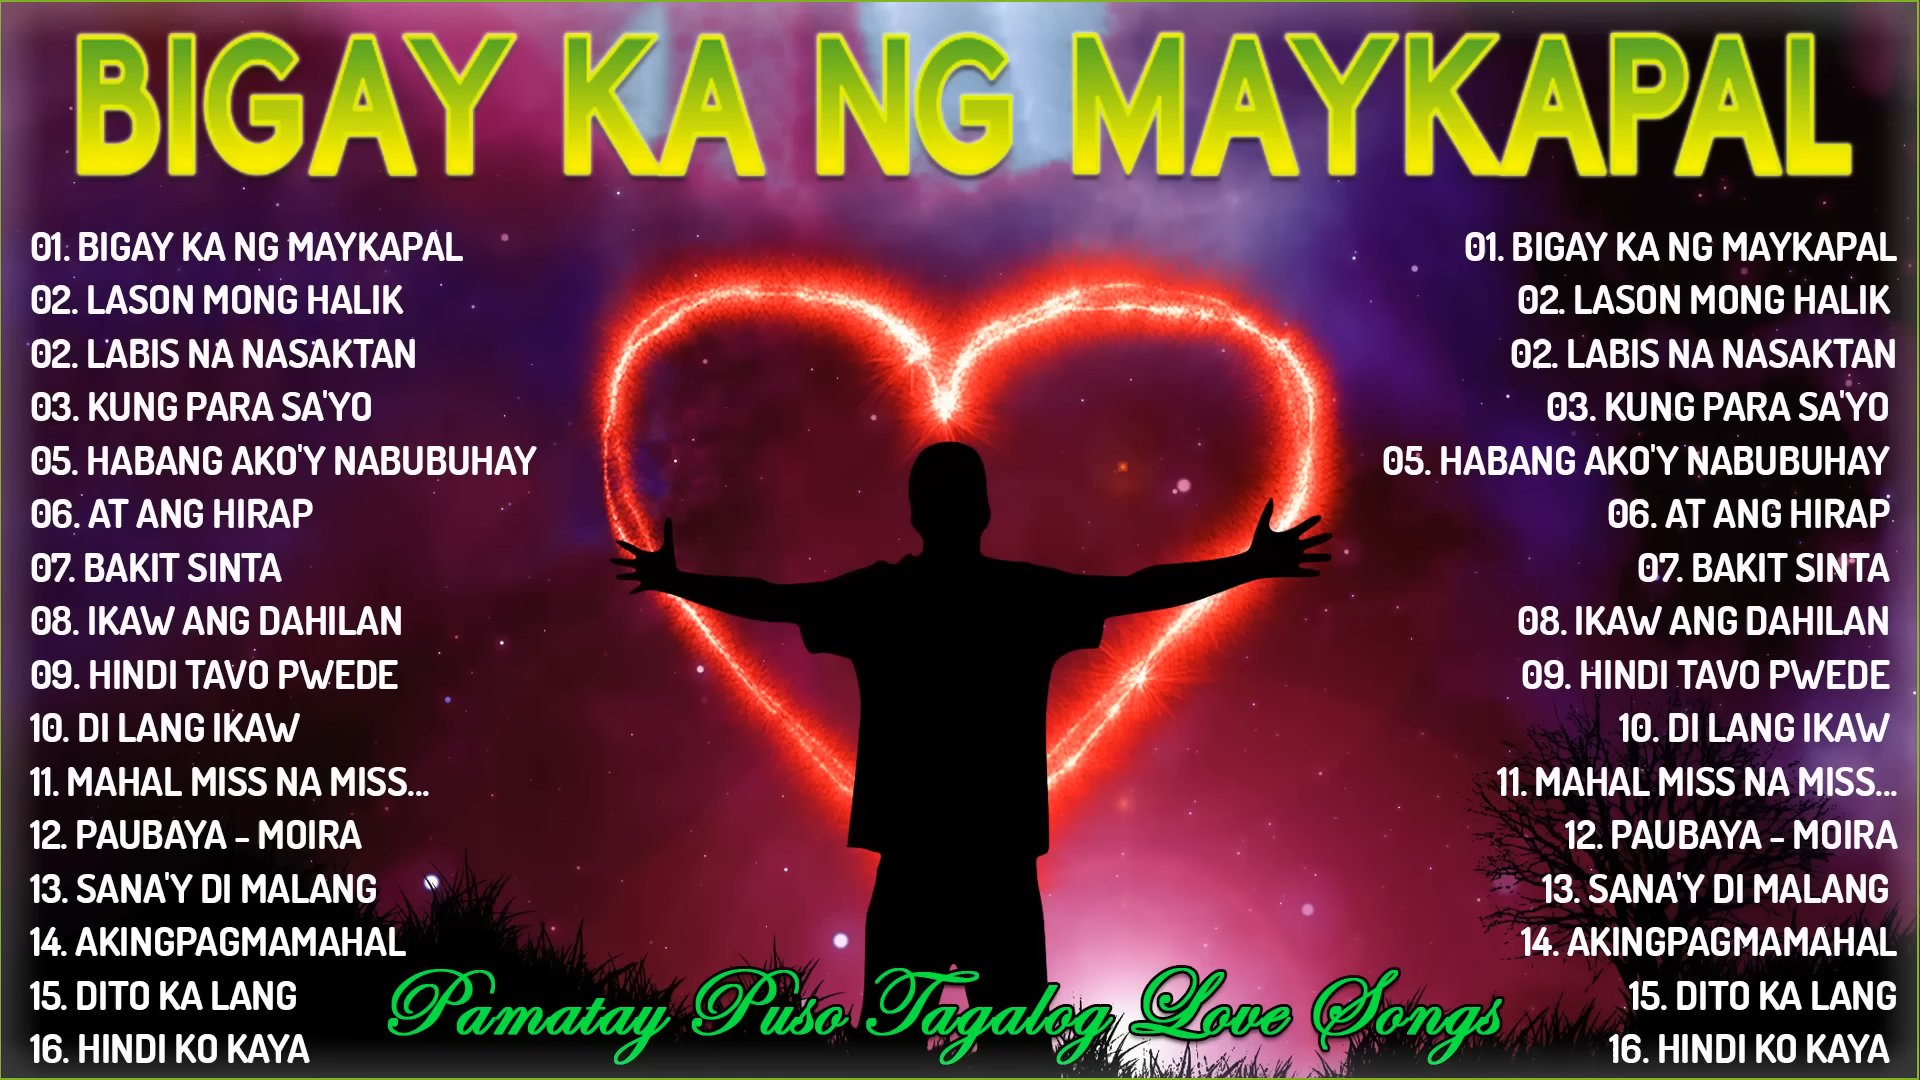 BIGAY KA NG MAYKAPAL
01. BIGAY KA NG MAYKAPAL
02. LASON MONG HALIK
02. LABIS NA NASAKTAN
03. KUNG PARA SA'YO
05. HABANG AKO'Y NABUBUHAY
06. AT ANG HIRAP
07. BAKIT SINTA
08. IKAW ANG DAHILAN
09. HINDI TAVO PWEDE
10. DI LANG IKAW
11. MAHAL MISS NA MISS...
12. PAUBAYA - MOIRA
13. SANA'Y DI MALANG
14. AKINGPAGMAMAHAL
15. DITO KA LANG
16. HINDI KO KAYA
01. BIGAY KA NG MAYKAPAL
02. LASON MONG HALIK
02. LABIS NA NASAKTAN
03. KUNG PARA SA'YO
05. HABANG AKO'Y NABUBUHAY
06. AT ANG HIRAP
07. BAKIT SINTA
08. IKAW ANG DAHILAN
09. HINDI TAVO PWEDE
10. DI LANG IKAW
11. MAHAL MISS NA MISS...
12. PAUBAYA - MOIRA
13. SANA'Y DI MALANG
14. AKINGPAGMAMAHAL
15. DITO KA LANG
16. HINDI KO KAYA
Pamatay Puso Tagalog Love Songs